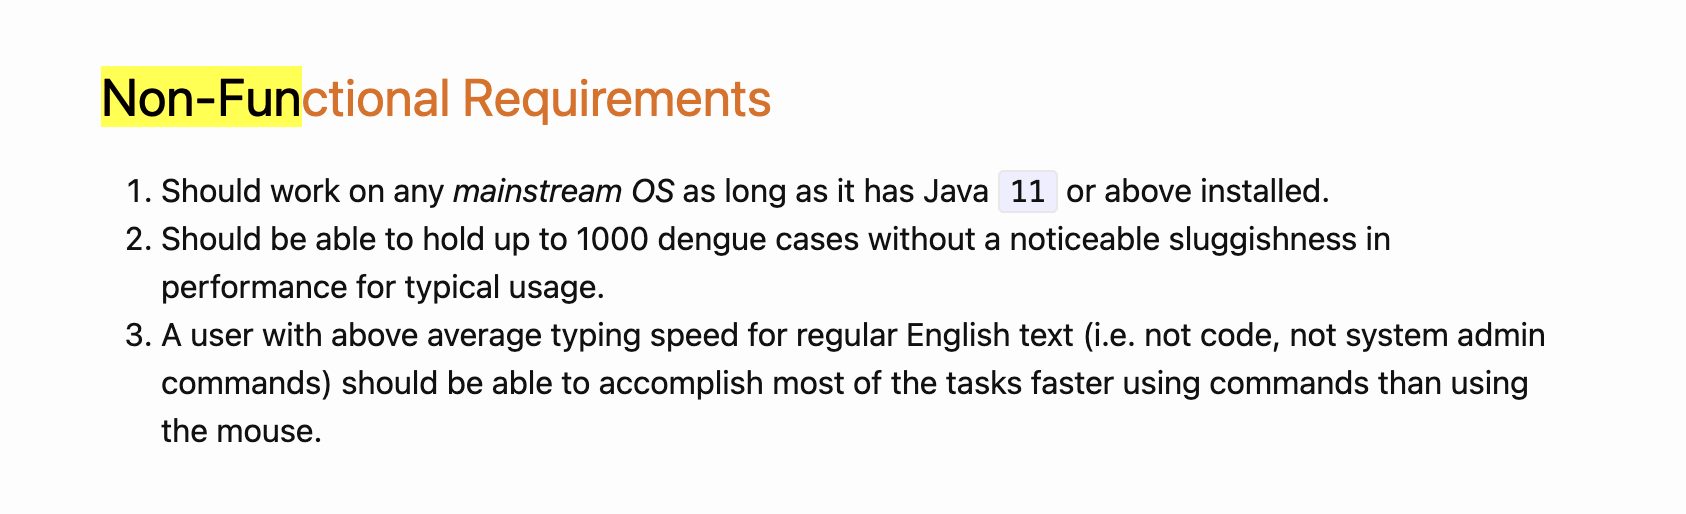 Non-Functional Requirements
1. Should work on any mainstream OS as long as it has Java 11 or above installed.
2. Should be able to hold up to 1000 dengue cases without a noticeable sluggishness in
performance for typical usage.
3. A user with above average typing speed for regular English text (i.e. not code, not system admin
commands) should be able to accomplish most of the tasks faster using commands than using
the mouse.